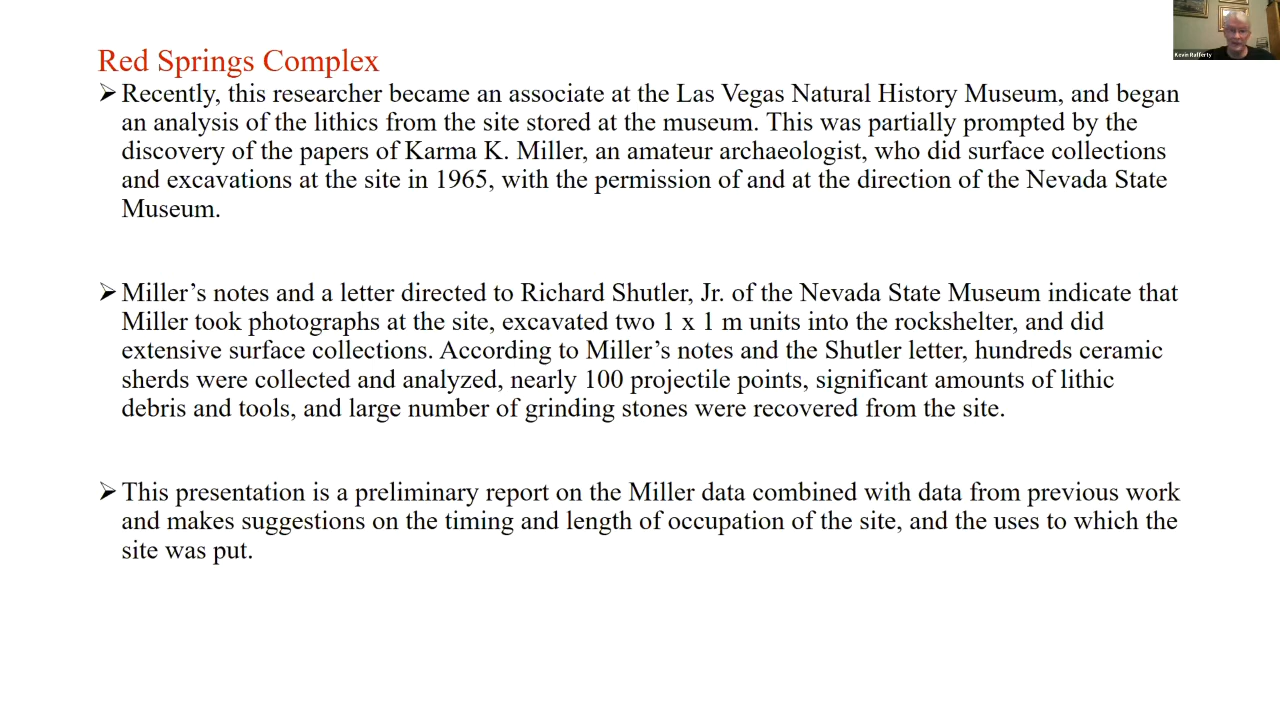 Red Springs Complex
Recently, this researcher became an associate at the Las Vegas Natural History Museum, and began
an analysis of the lithics from the site stored at the museum. This was partially prompted by the
discovery of the papers of Karma K. Miller, an amateur archaeologist, who did surface collections
and excavations at the site in 1965, with the permission of and at the direction of the Nevada State
Museum.
Miller’s notes and a letter directed to Richard Shutler, Jr. of the Nevada State Museum indicate that
Miller took photographs at the site, excavated two 1 x 1 m units into the rockshelter, and did
extensive surface collections. According to Miller’s notes and the Shutler letter, hundreds ceramic
sherds were collected and analyzed, nearly 100 projectile points, significant amounts of lithic
debris and tools, and large number of grinding stones were recovered from the site.
This presentation is a preliminary report on the Miller data combined with data from previous work
and makes suggestions on the timing and length of occupation of the site, and the uses to which the
site was put.
Kevin Rafferty